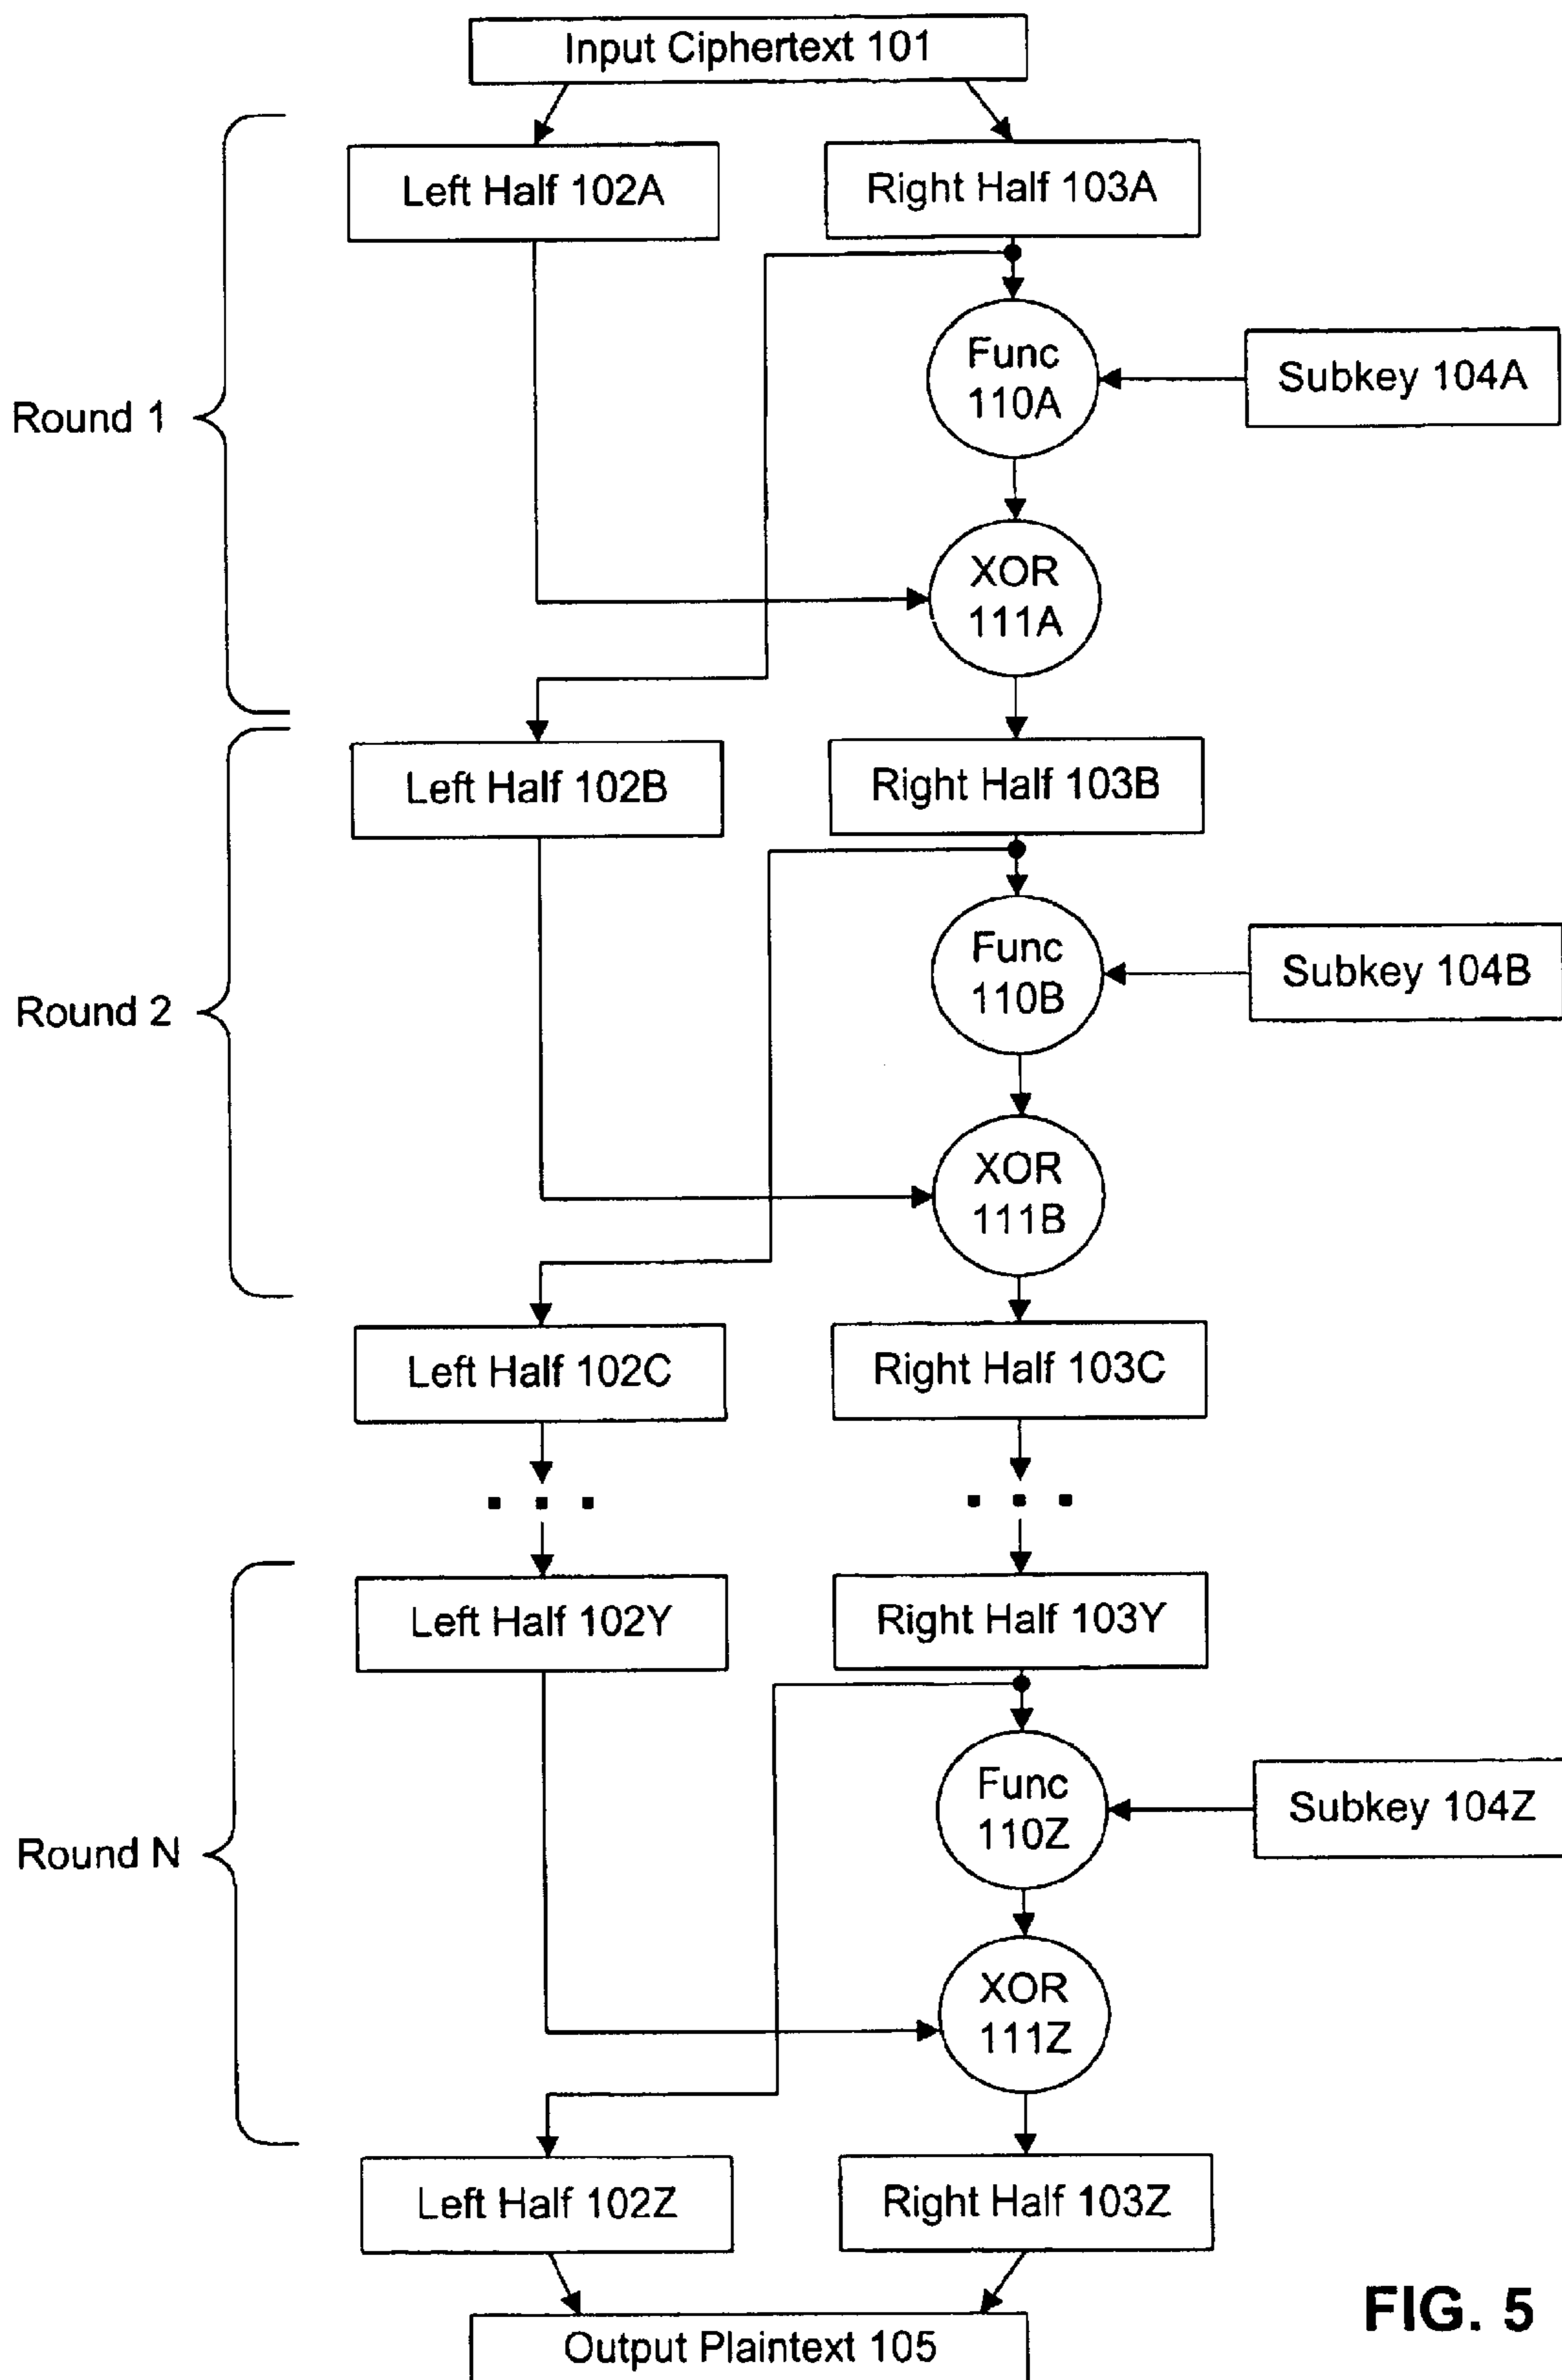 Input Ciphertext 101
Left Half 102A
Right Half 103A
Func
110A
Subkey 104A
Round 1
XOR
111A
Left Half 102B
Right Half 103B
Func
110B
Subkey 104B
Round 2
XOR
111B
Left Half 102C
Right Half 103C
Left Half 102Y
Right Half 103Y
Func
110Z
Subkey 104Z
Round N
XOR
111Z
Left Half 102Z
Right Half 103Z
Output Plaintext 105
FIG. 5